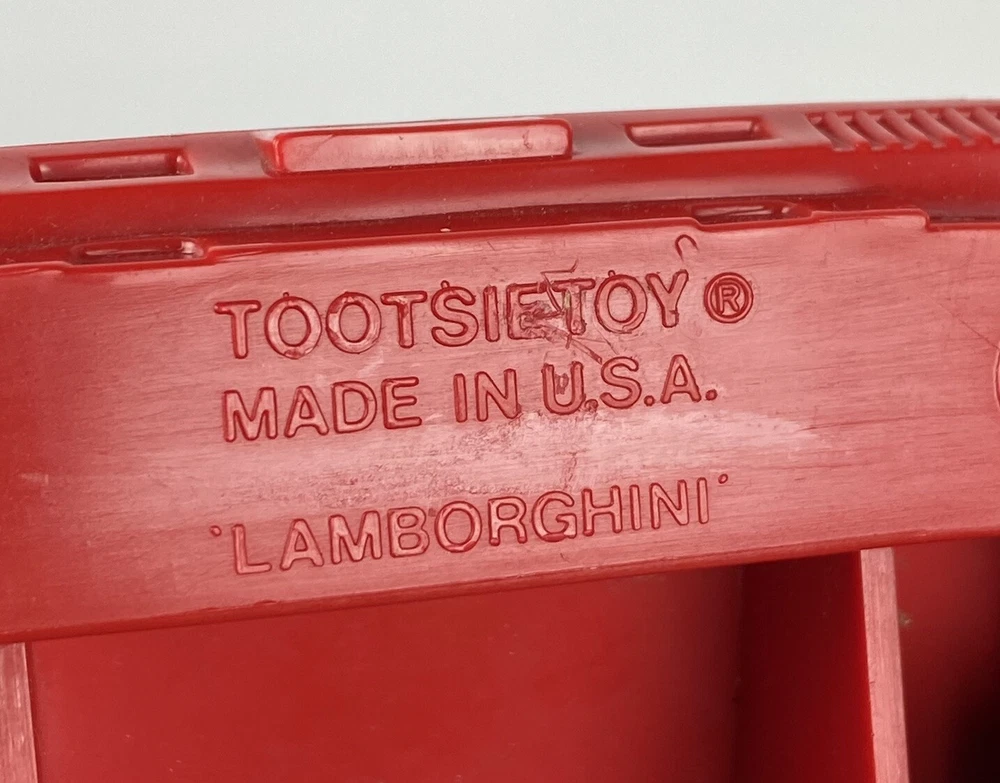 TOOTSIETOY ®
MADE IN U.S.A.
'LAMBORGHINI'